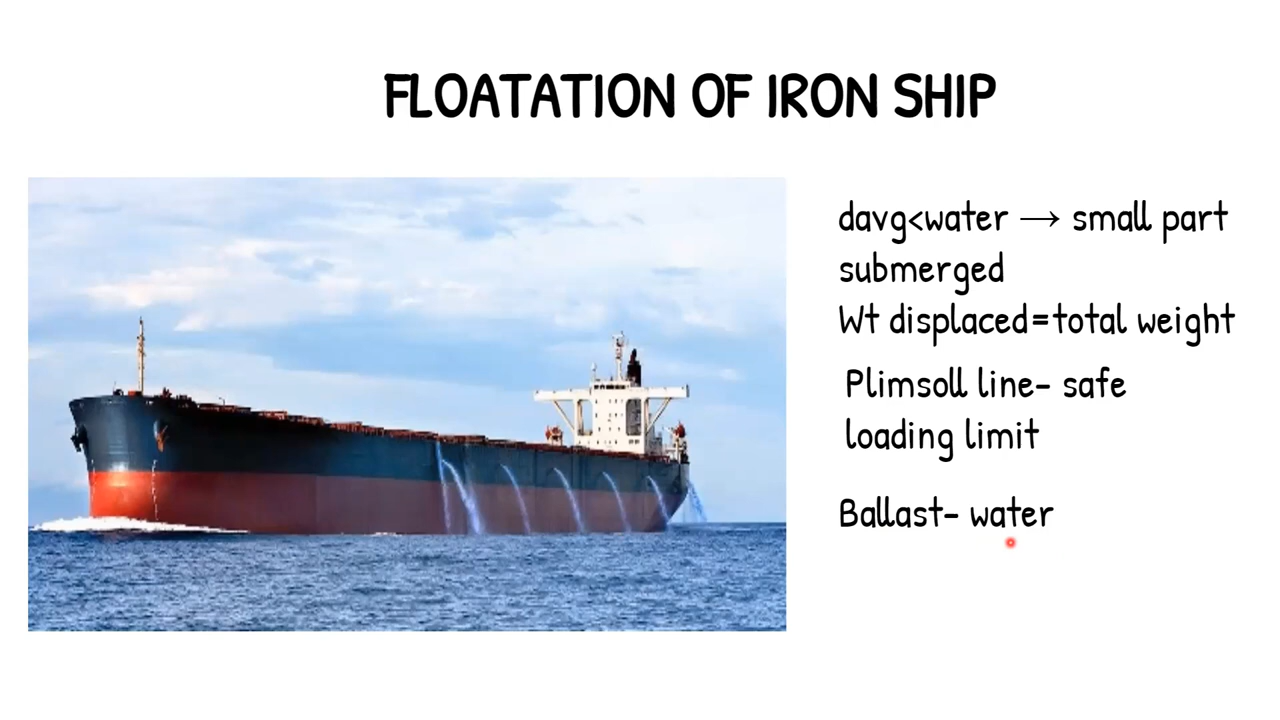 FLOATATION OF IRON SHIP
davg<water → small part
submerged
Wt displaced=total weight
Plimsoll line- safe
loading limit
Ballast- water